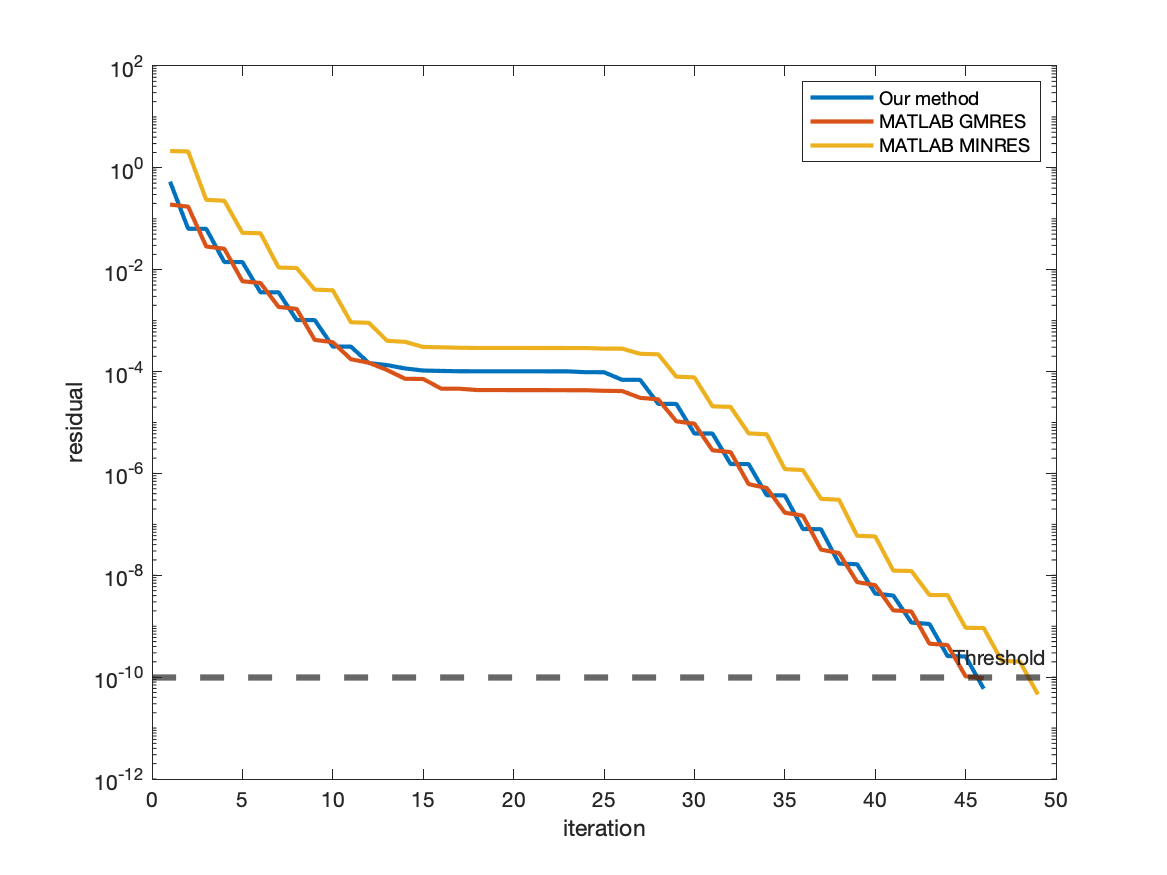 10^2
10^0
10^-2
10^-4
10^-6
10^-8
10^-10
10^-12
residual
Our method
MATLAB GMRES
MATLAB MINRES
Threshold
0 5 10 15 20 25 30 35 40 45 50
iteration